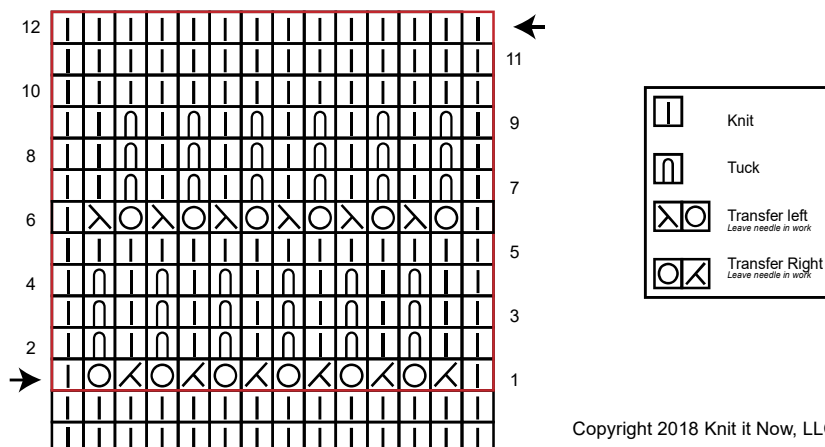 12
11
10
9
8
7
6
5
4
3
2
1
Knit
Tuck
Transfer left
Leave needle in work
Transfer Right
Leave needle in work
Copyright 2018 Knit it Now, LLC